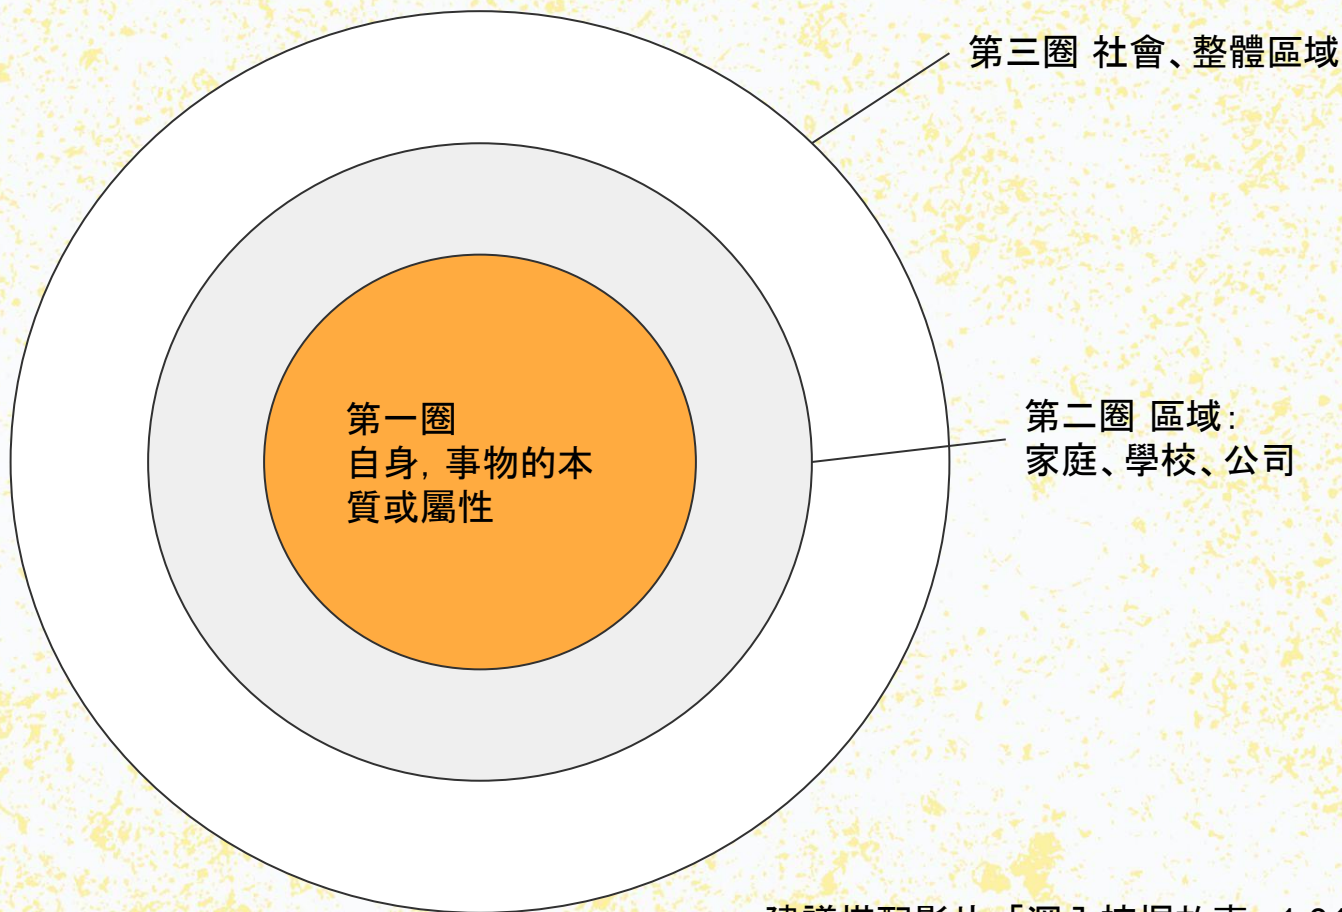 第三圈 社會、整體區域
第一圈
自身，事物的本
質或屬性
第二圈 區域：
家庭、學校、公司